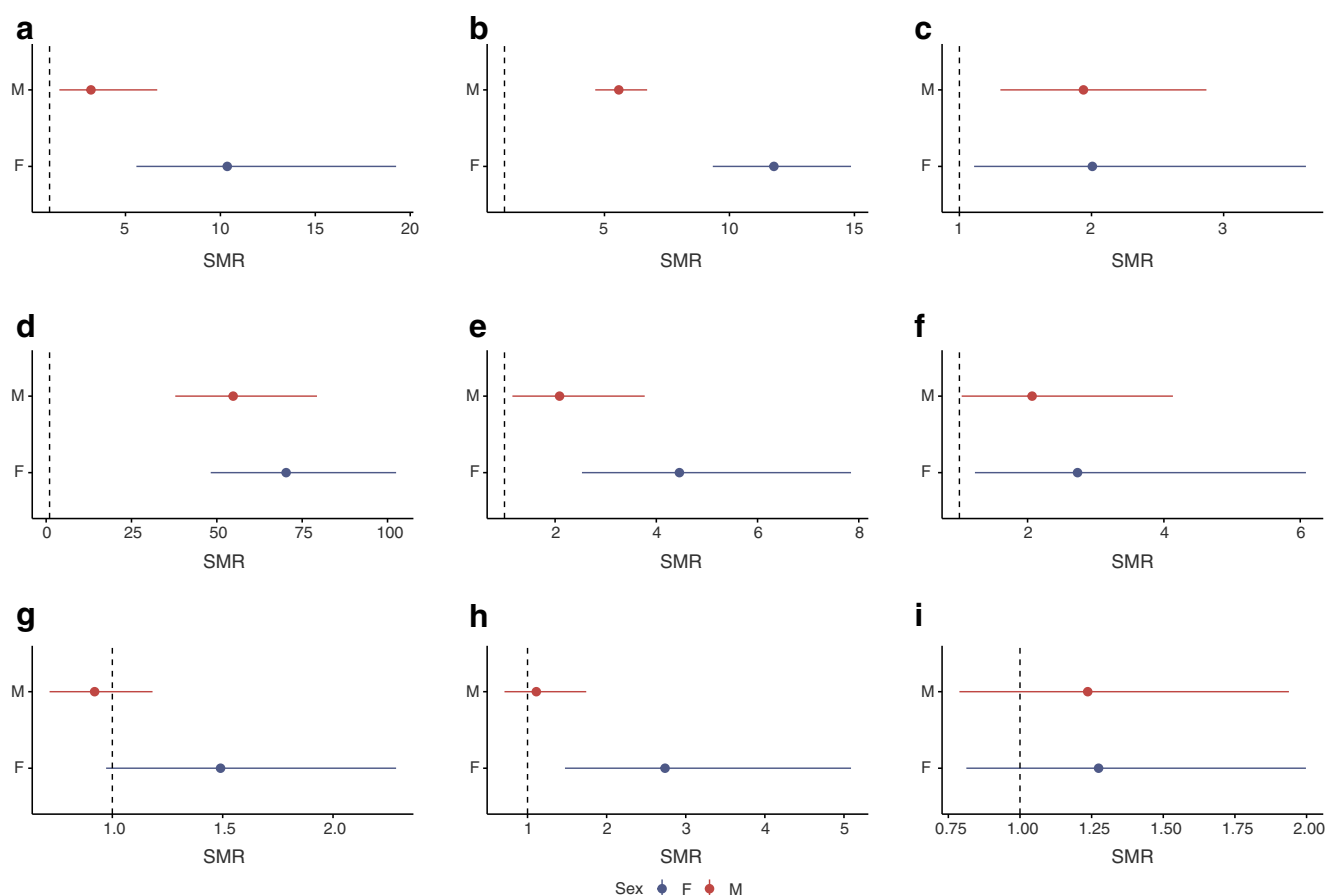 a b c
M M M
F F F
5 10 15 20 5 10 15 1 2 3
SMR SMR SMR
d e f
M M M
F F F
0 25 50 75 100 2 4 6 8 2 4 6
SMR SMR SMR
g h i
M M M
F F F
1.0 1.5 2.0 1 2 3 4 5 0.75 1.00 1.25 1.50 1.75 2.00
SMR SMR SMR
Sex F M